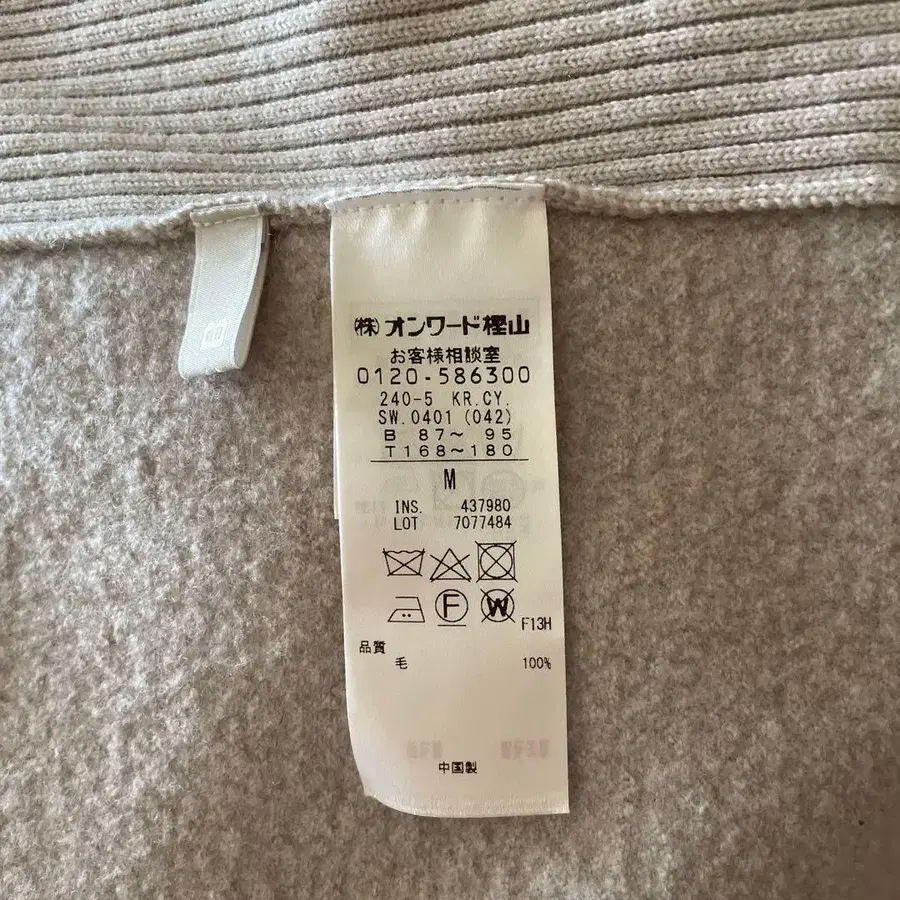 ㈱オンワード樫山
お客様相談室
0120-586300
240-5 KR.CY.
SW.0401 (042)
B 87～ 95
T168～180
M
INS. 437980
LOT 7077484
F
W
F13H
品質
毛 100%
中国製